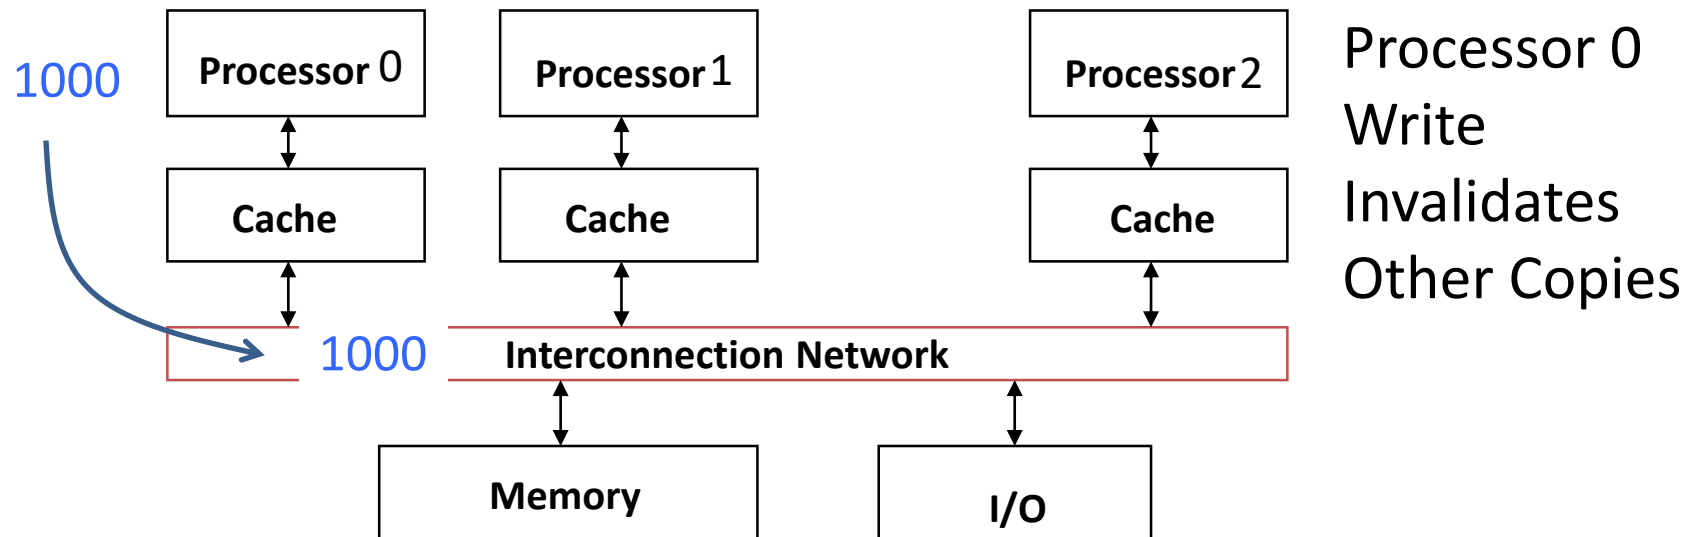 1000
Processor 0
Processor 1
Processor 2
Cache
Cache
Cache
1000
Interconnection Network
Memory
I/O
Processor 0
Write
Invalidates
Other Copies